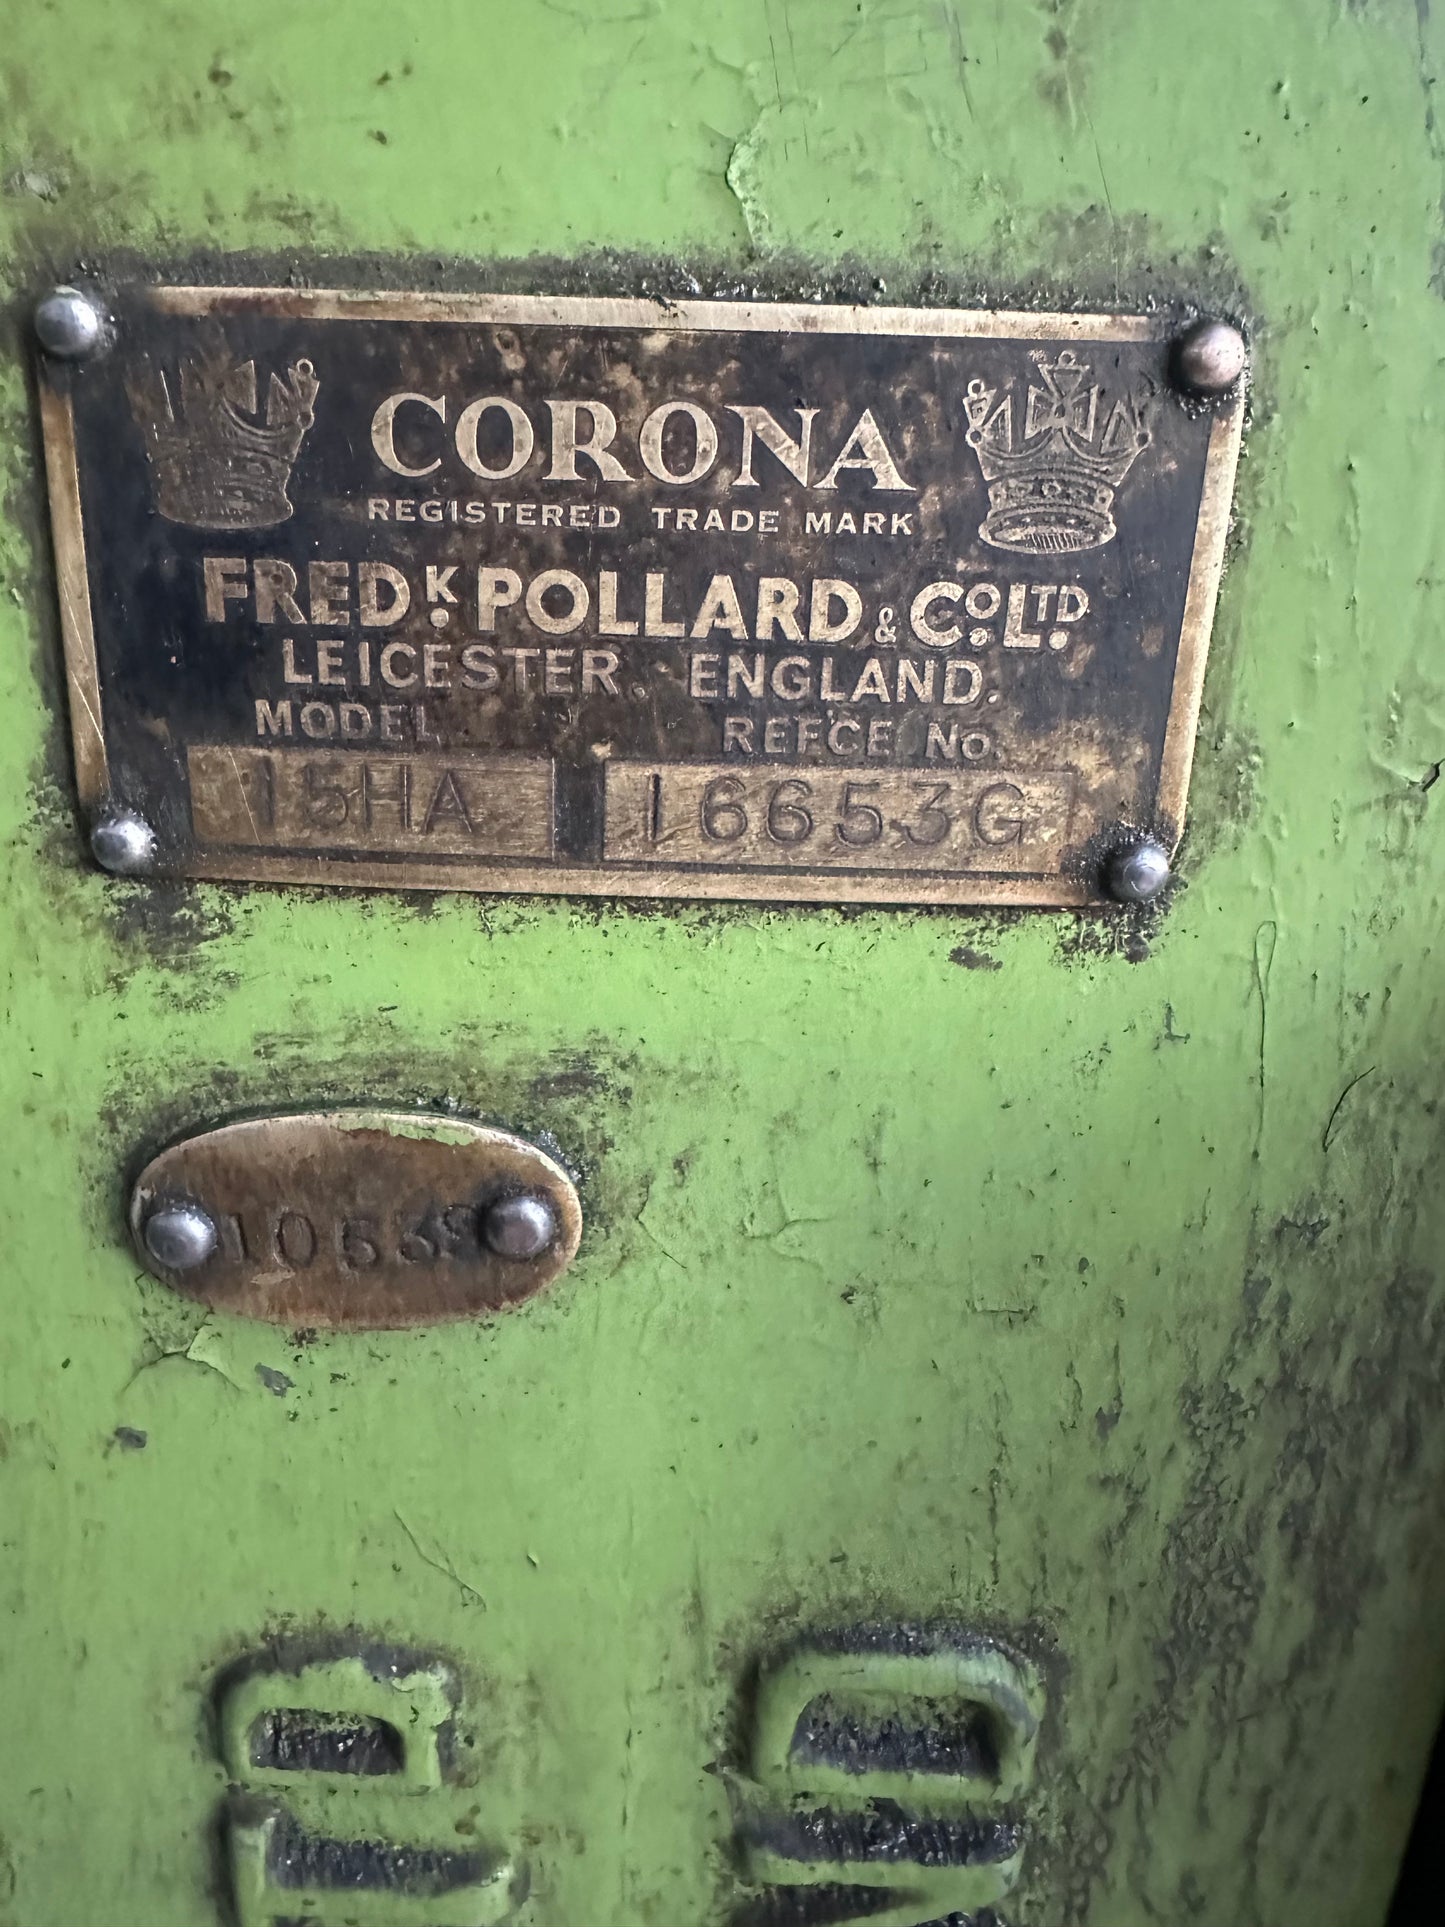 CORONA
REGISTERED TRADE MARK
FREDK. POLLARD & CO. LTD.
LEICESTER. ENGLAND.
MODEL REFCE No.
15HA 16653G